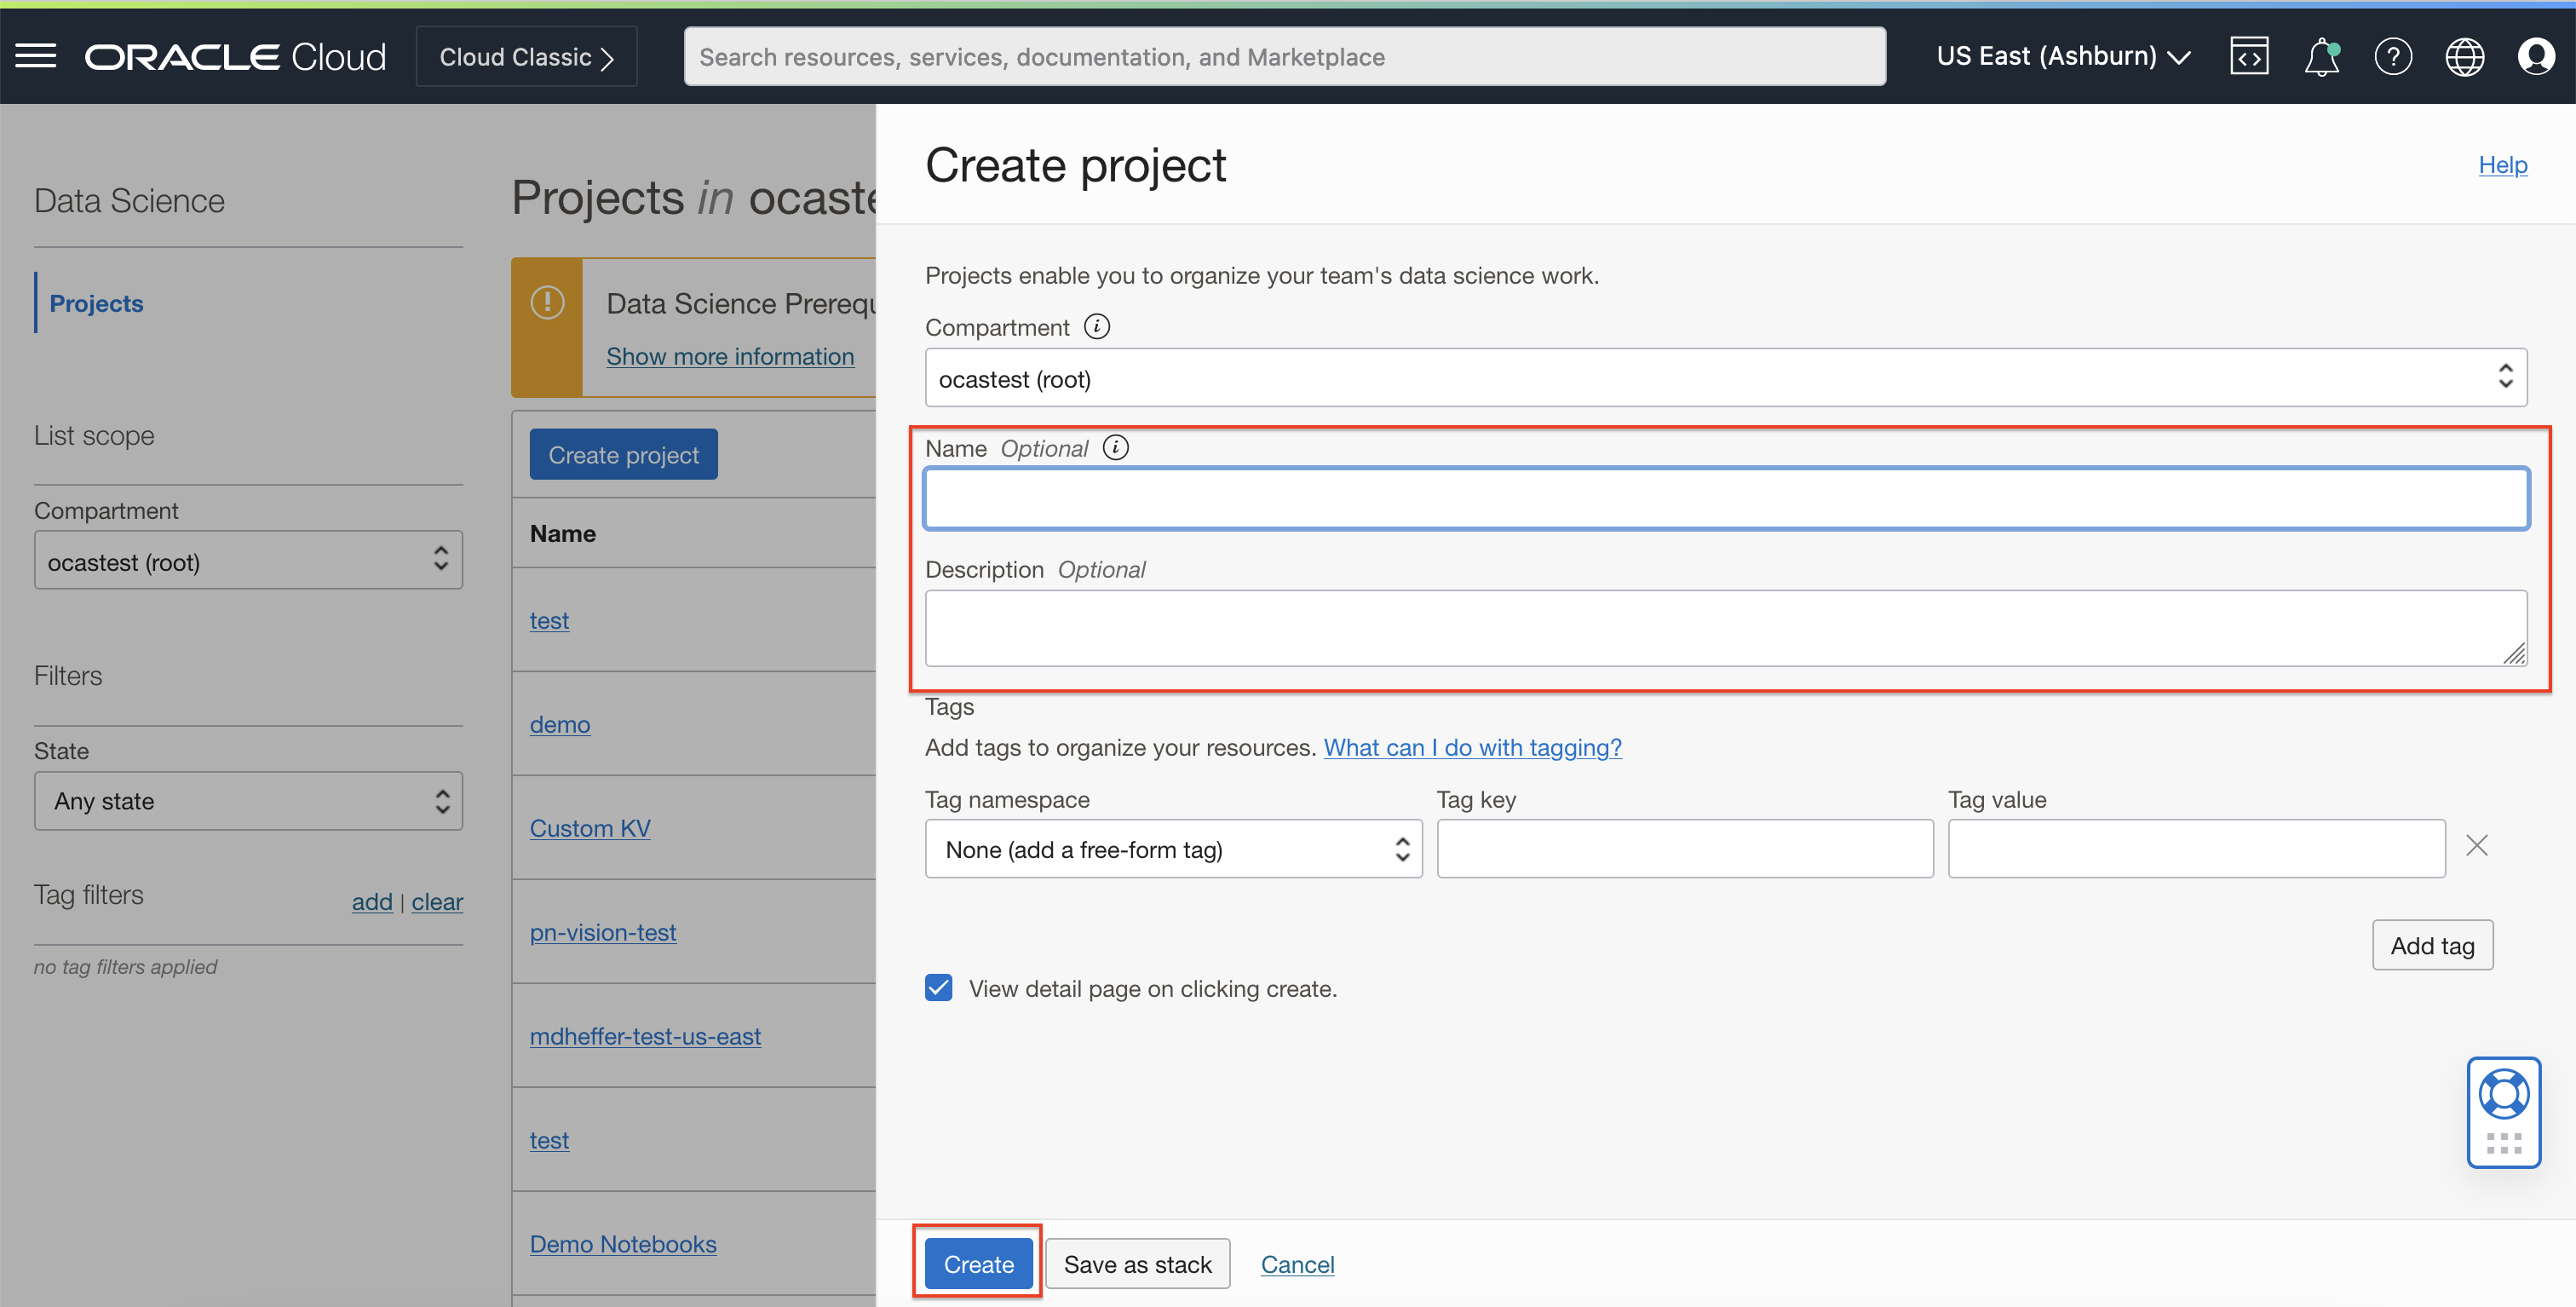 ORACLE Cloud
Cloud Classic
Search resources, services, documentation, and Marketplace
US East (Ashburn)
Data Science
Projects
List scope
Compartment
ocastest (root)
Filters
State
Any state
Tag filters
add | clear
no tag filters applied
Projects in ocaste
Data Science Prerequ
Show more information
Create project
Name
test
demo
Custom KV
pn-vision-test
mdheffer-test-us-east
test
Demo Notebooks
Create project
Help
Projects enable you to organize your team's data science work.
Compartment
ocastest (root)
Name Optional
Description Optional
Tags
Add tags to organize your resources. What can I do with tagging?
Tag namespace Tag key Tag value
None (add a free-form tag)
Add tag
View detail page on clicking create.
Create Save as stack Cancel